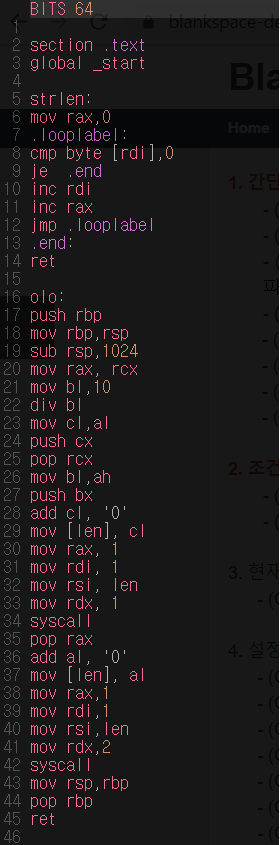 BITS 64
1
2 section .text
3 global _start
4
5 strlen:
6 mov rax,0
7 .looplabel:
8 cmp byte [rdi],0
9 je  .end
10 inc rdi
11 inc rax
12 jmp .looplabel
13 .end:
14 ret
15
16 olo:
17 push rbp
18 mov rbp,rsp
19 sub rsp,1024
20 mov rax, rcx
21 mov bl,10
22 div bl
23 mov cl,al
24 push cx
25 pop rcx
26 mov bl,ah
27 push bx
28 add cl, '0'
29 mov [len], cl
30 mov rax, 1
31 mov rdi, 1
32 mov rsi, len
33 mov rdx, 1
34 syscall
35 pop rax
36 add al, '0'
37 mov [len], al
38 mov rax,1
39 mov rdi,1
40 mov rsi,len
41 mov rdx,2
42 syscall
43 mov rsp,rbp
44 pop rbp
45 ret
46
blankspace-de
Bla
Home
1. 간단
2. 조건
3. 현재
4. 설정